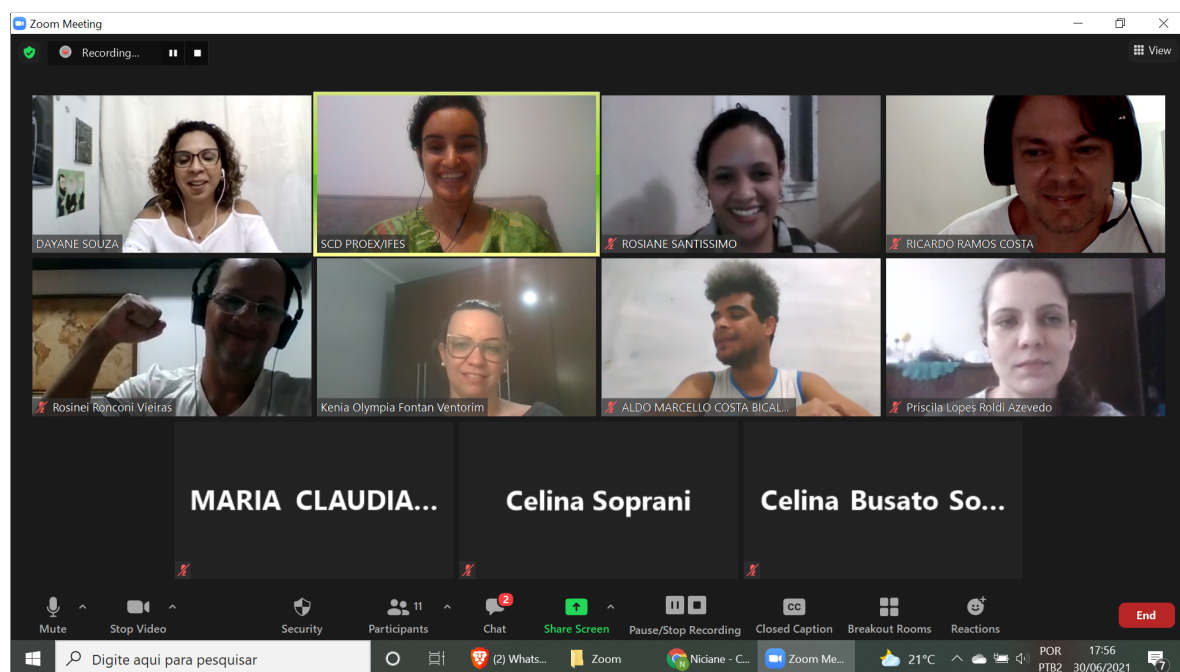 Zoom Meeting
Recording...
View
DAYANE SOUZA
SCD PROEX/IFES
ROSIANE SANTISSIMO
RICARDO RAMOS COSTA
Rosinei Ronconi Vieiras
Kenia Olympia Fontan Ventorim
ALDO MARCELLO COSTA BICAL...
Priscila Lopes Roldi Azevedo
MARIA CLAUDIA...
Celina Soprani
Celina Busato So...
11
2
CC
Mute
Stop Video
Security
Participants
Chat
Share Screen
Pause/Stop Recording
Closed Caption
Breakout Rooms
Reactions
End
Digite aqui para pesquisar
(2) Whats...
Zoom
N
Niciane - C...
Zoom Me...
21°C
POR
PTB2
17:56
30/06/2021
7